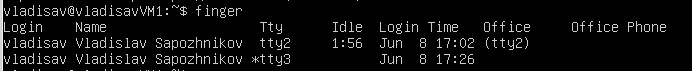 vladisav@vladisavVM1:~$ finger
Login     Name                  Tty      Idle  Login Time   Office     Office Phone
vladisav Vladislav Sapozhnikov  tty2     1:56  Jun  8 17:02 (tty2)
vladisav Vladislav Sapozhnikov *tty3           Jun  8 17:26